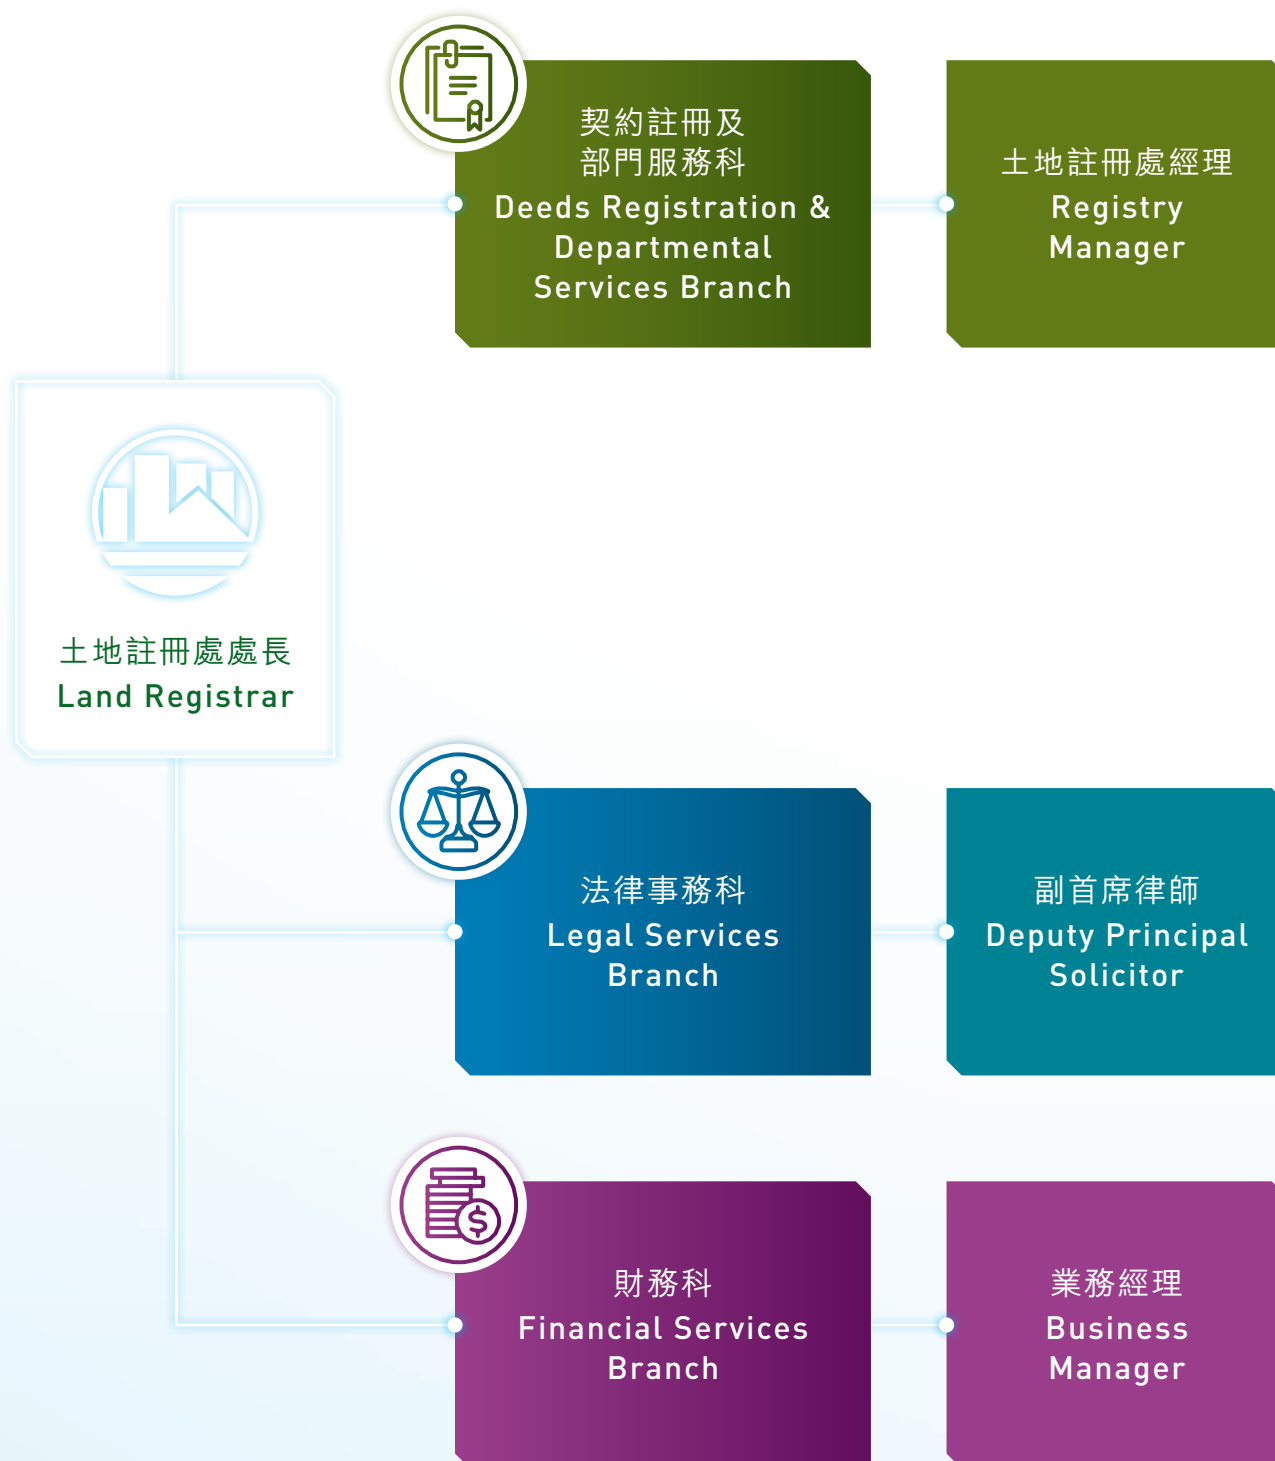 契約註冊及
部門服務科
Deeds Registration &
Departmental
Services Branch
土地註冊處經理
Registry
Manager
土地註冊處處長
Land Registrar
法律事務科
Legal Services
Branch
副首席律師
Deputy Principal
Solicitor
財務科
Financial Services
Branch
業務經理
Business
Manager